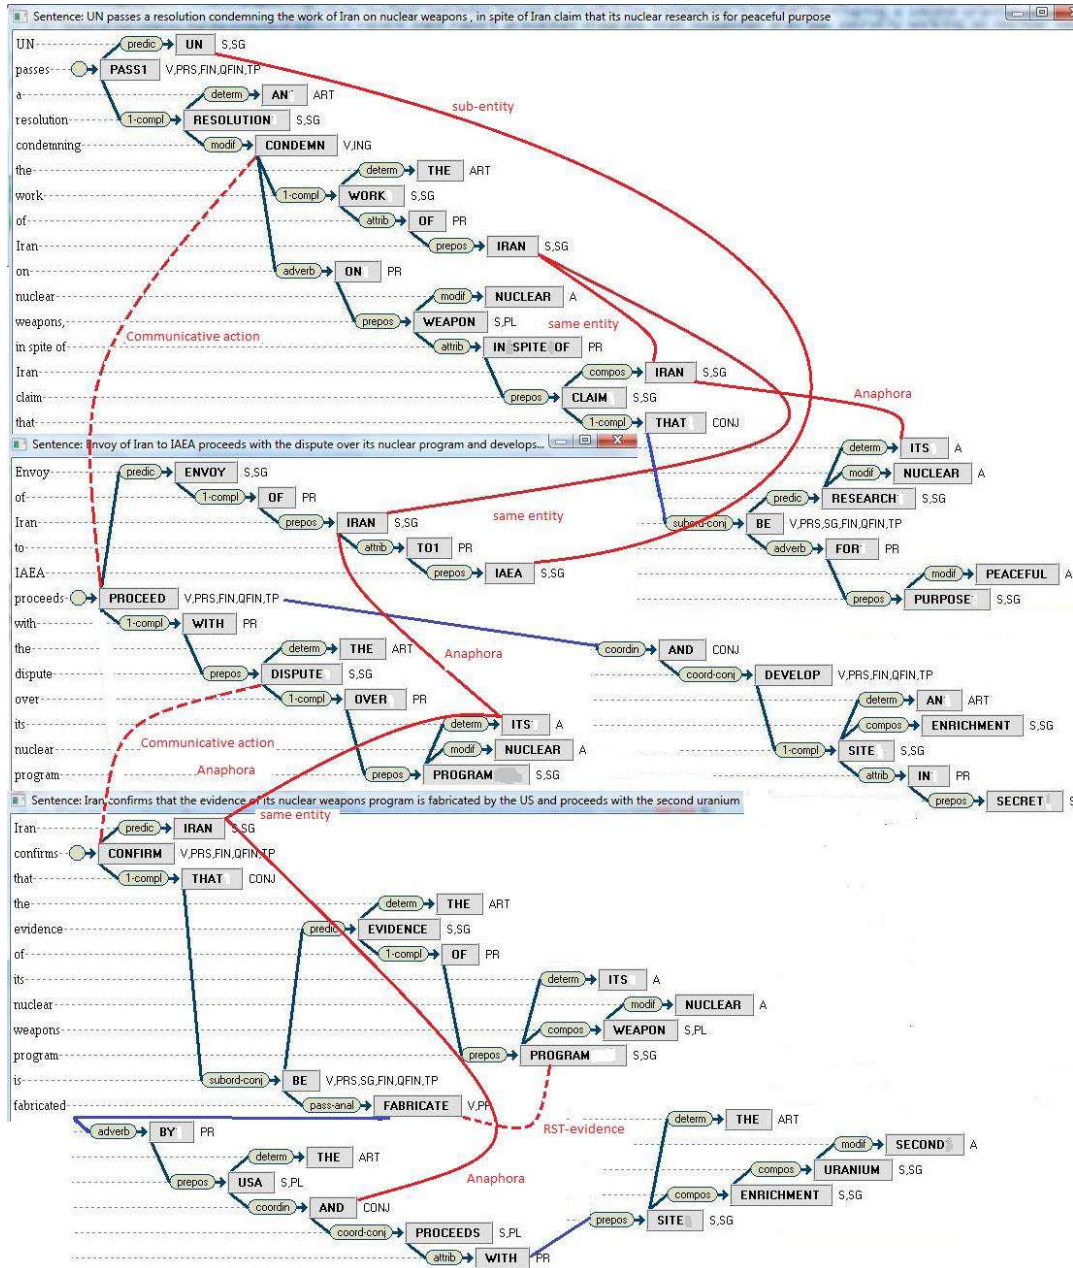 Sentence: UN passes a resolution condemning the work of Iran on nuclear weapons , in spite of Iran claim that its nuclear research is for peaceful purpose
UN predic UN S,SG
passes PASS1 V,PRS,FIN,QFIN,TP
a determ AN ART
sub-entity
resolution 1-compl RESOLUTION S,SG
condemning modif CONDEMN V,ING
the determ THE ART
work 1-compl WORK S,SG
of attrib OF PR
Iran prepos IRAN S,SG
on adverb ON PR
nuclear modif NUCLEAR A
weapons, prepos WEAPON S,PL
same entity
Communicative action
in spite of attrib IN SPITE OF PR
Iran compos IRAN S,SG
claim prepos CLAIM S,SG
Anaphora
that 1-compl THAT CONJ
Sentence: Envoy of Iran to IAEA proceeds with the dispute over its nuclear program and develops...
determ ITS A
Envoy predic ENVOY S,SG
modif NUCLEAR A
of 1-compl OF PR
predic RESEARCH S,SG
Iran prepos IRAN S,SG
same entity
subord-conj BE V,PRS,SG,FIN,QFIN,TP
to attrib TO1 PR
adverb FOR PR
IAEA prepos IAEA S,SG
modif PEACEFUL A
proceeds PROCEED V,PRS,FIN,QFIN,TP
prepos PURPOSE S,SG
with 1-compl WITH PR
the determ THE ART
Anaphora
coordin AND CONJ
dispute prepos DISPUTE S,SG
coord-conj DEVELOP V,PRS,FIN,QFIN,TP
over 1-compl OVER PR
determ AN ART
its determ ITS A
compos ENRICHMENT S,SG
Communicative action
nuclear modif NUCLEAR A
1-compl SITE S,SG
Anaphora
program prepos PROGRAM S,SG
attrib IN PR
Sentence: Iran confirms that the evidence of its nuclear weapons program is fabricated by the US and proceeds with the second uranium
prepos SECRET S
same entity
Iran predic IRAN S,SG
confirms CONFIRM V,PRS,FIN,QFIN,TP
that 1-compl THAT CONJ
the determ THE ART
evidence predic EVIDENCE S,SG
of 1-compl OF PR
its determ ITS A
nuclear modif NUCLEAR A
weapons compos WEAPON S,PL
program prepos PROGRAM S,SG
is subord-conj BE V,PRS,SG,FIN,QFIN,TP
fabricated pass-anal FABRICATE V,PP
RST-evidence
determ THE ART
adverb BY PR
modif SECOND A
determ THE ART
compos URANIUM S,SG
Anaphora
prepos USA S,PL
compos ENRICHMENT S,SG
coordin AND CONJ
prepos SITE S,SG
coord-conj PROCEEDS S,PL
attrib WITH PR